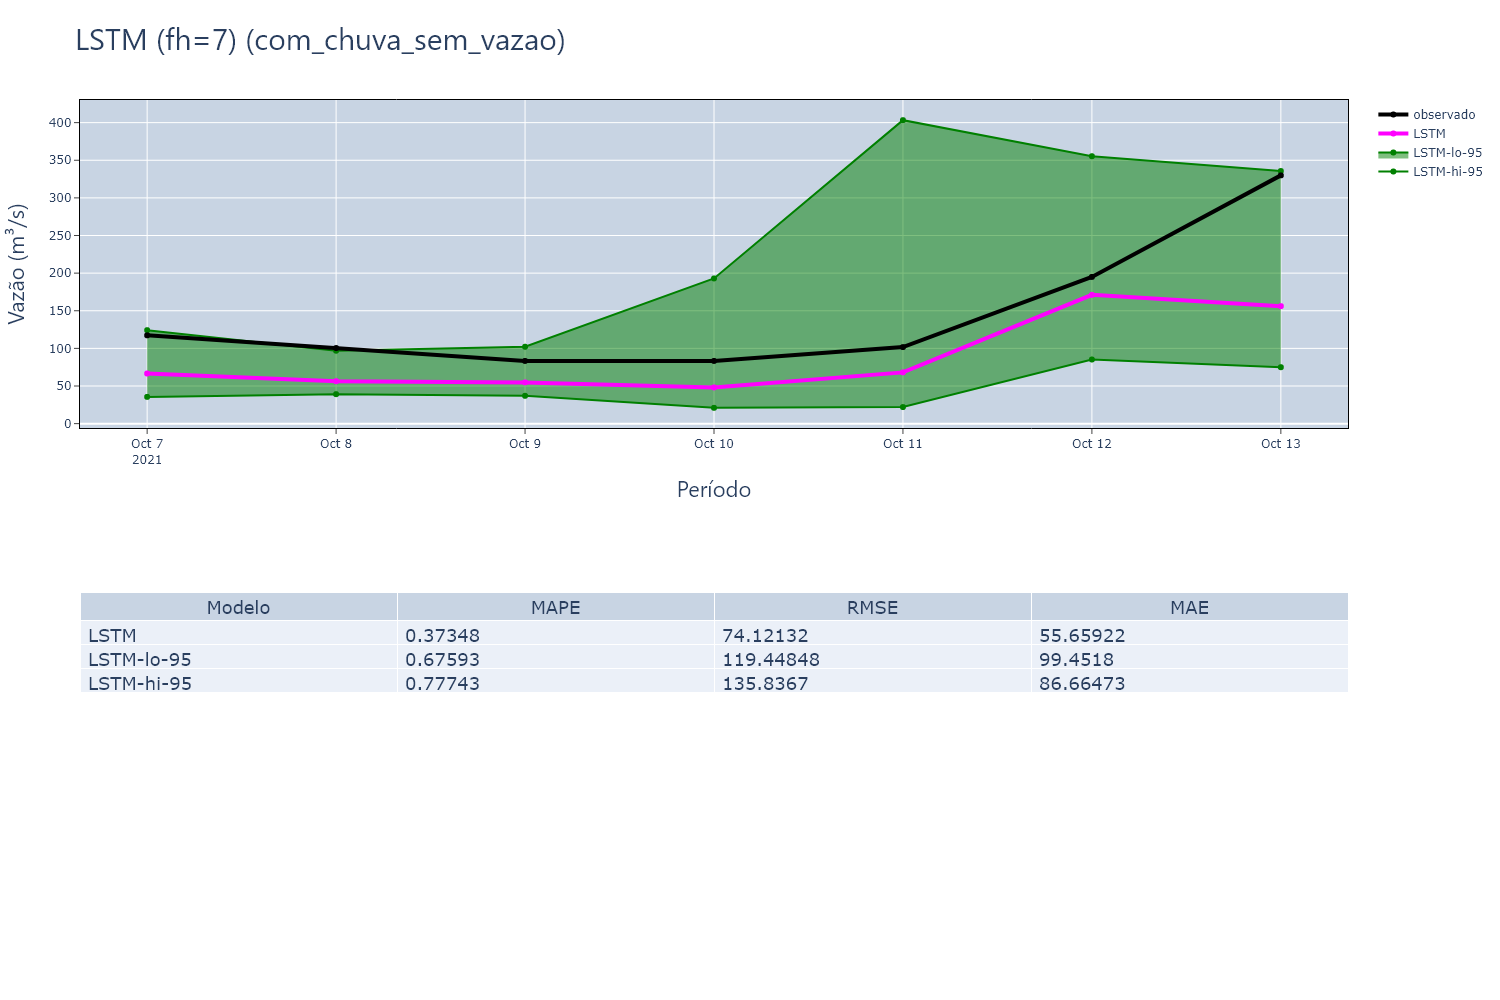 LSTM (fh=7) (com_chuva_sem_vazao)
observado
LSTM
LSTM-lo-95
LSTM-hi-95
Vazão (m³/s)
400
350
300
250
200
150
100
50
0
Oct 7 Oct 8 Oct 9 Oct 10 Oct 11 Oct 12 Oct 13
2021
Período
Modelo MAPE RMSE MAE
LSTM 0.37348 74.12132 55.65922
LSTM-lo-95 0.67593 119.44848 99.4518
LSTM-hi-95 0.77743 135.8367 86.66473